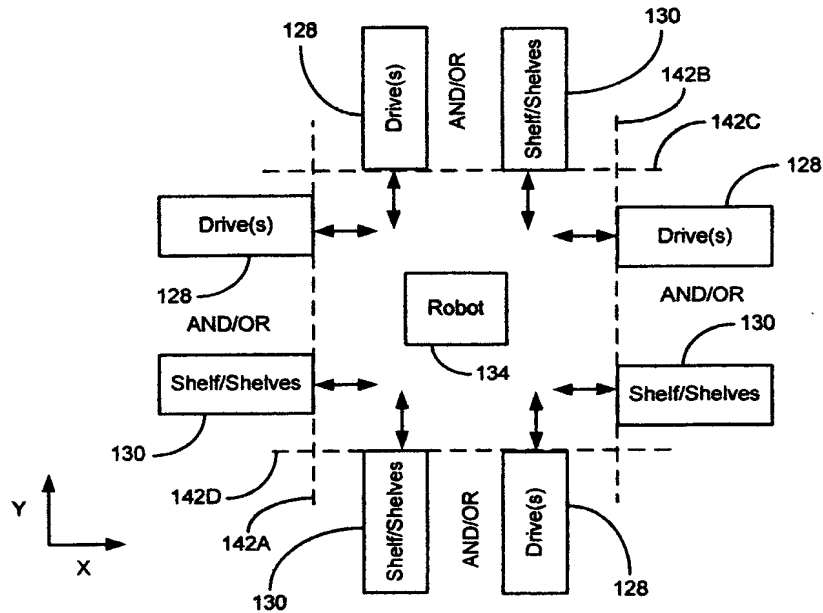 128
130
142B
142C
Drive(s)
AND/OR
Shelf/Shelves
128
Drive(s)
Drive(s)
128
AND/OR
Robot
AND/OR
134
130
Shelf/Shelves
Shelf/Shelves
130
142D
142A
Shelf/Shelves
AND/OR
Drive(s)
130
128
Y
X